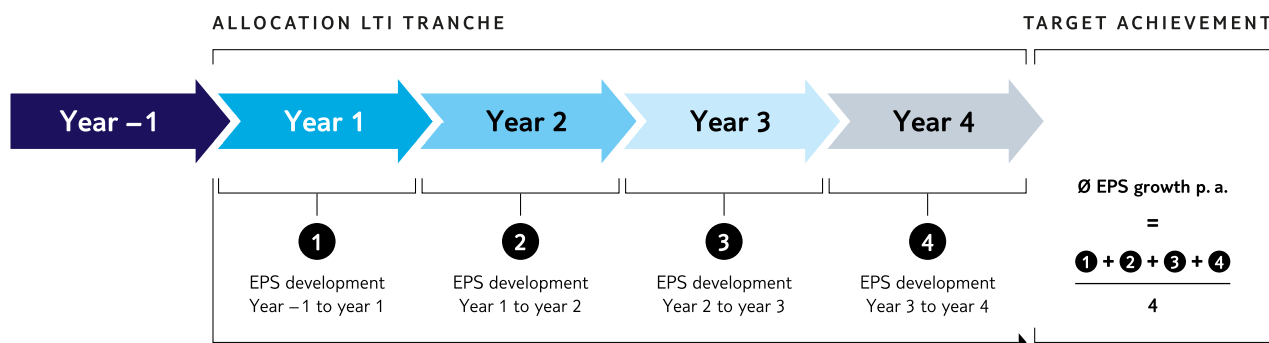 ALLOCATION LTI TRANCHE
TARGET ACHIEVEMENT
Year –1
Year 1
Year 2
Year 3
Year 4
1
EPS development
Year –1 to year 1
2
EPS development
Year 1 to year 2
3
EPS development
Year 2 to year 3
4
EPS development
Year 3 to year 4
Ø EPS growth p. a.
=
1 + 2 + 3 + 4
4